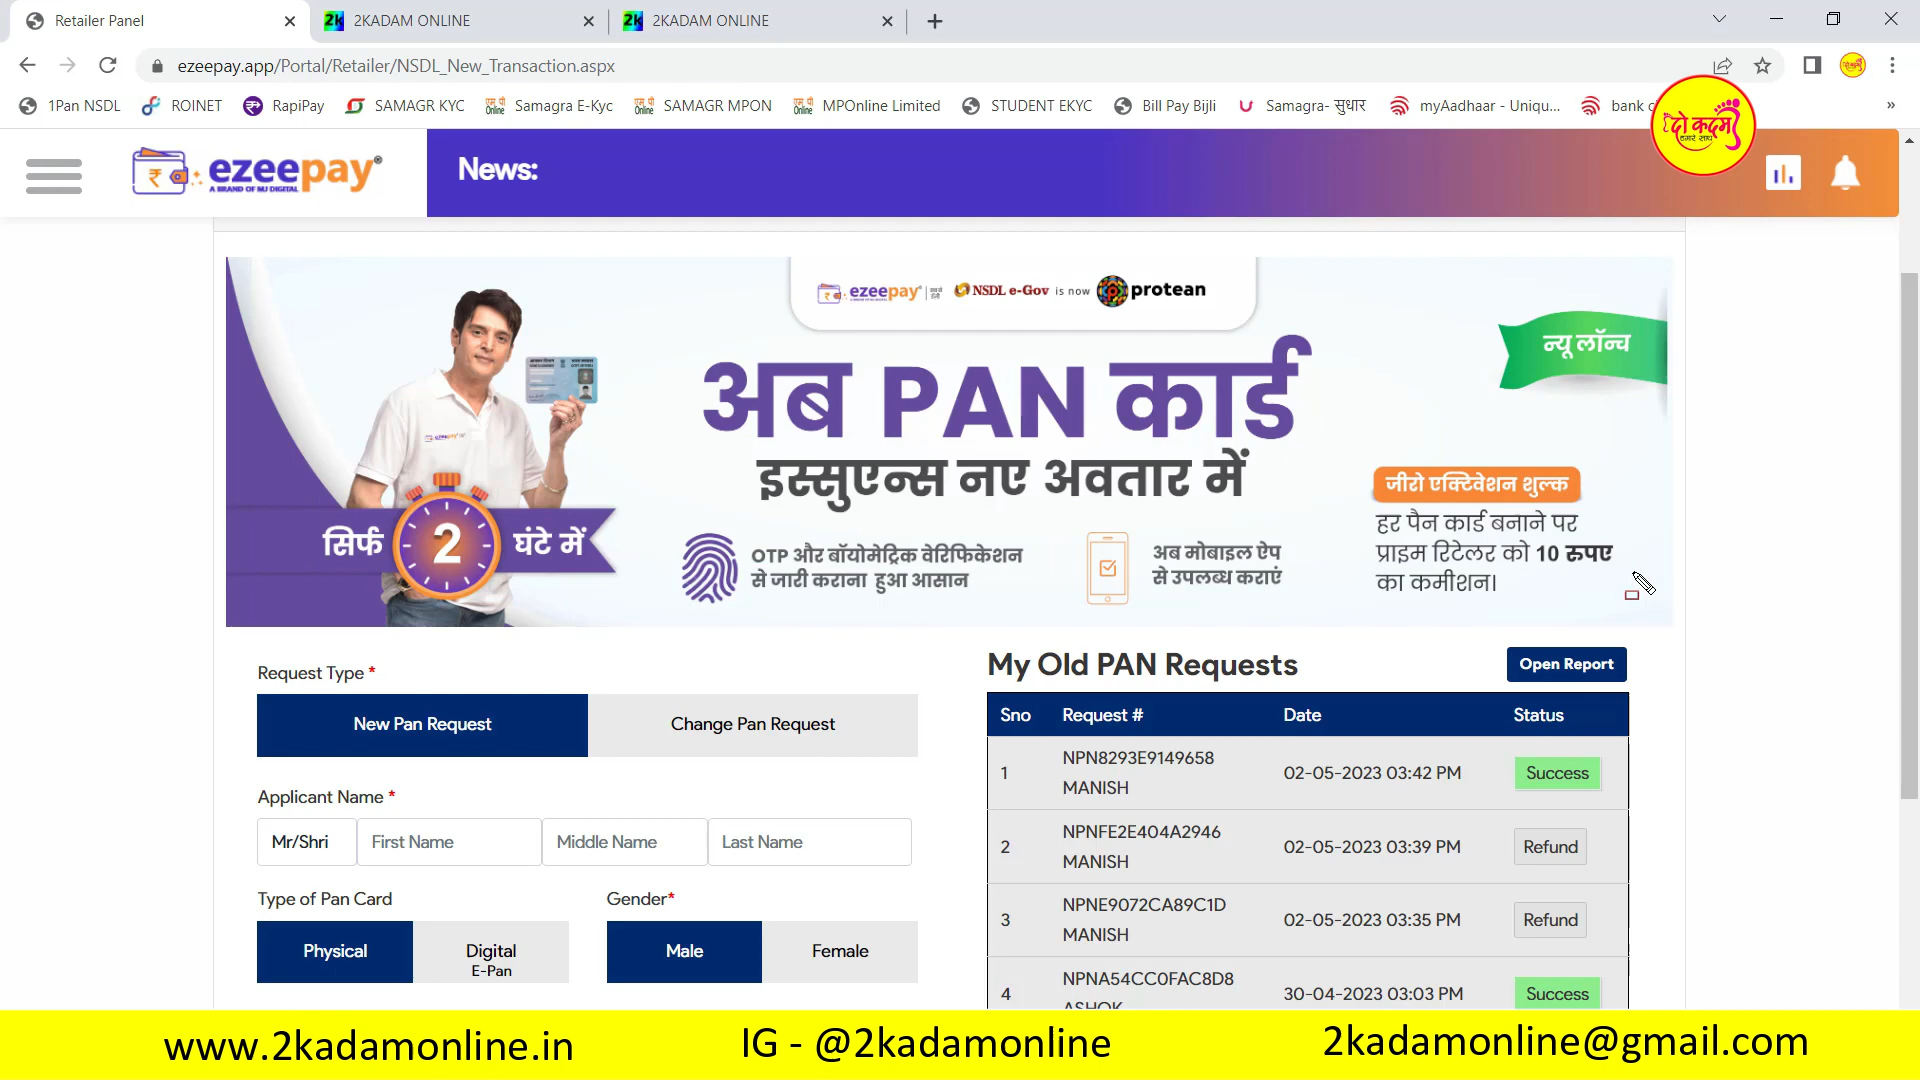 Retailer Panel
2KADAM ONLINE
2KADAM ONLINE
ezeepay.app/Portal/Retailer/NSDL_New_Transaction.aspx
1Pan NSDL
ROINET
RapiPay
SAMAGR KYC
Samagra E-Kyc
SAMAGR MPON
MPOnline Limited
STUDENT EKYC
Bill Pay Bijli
Samagra- सुधार
myAadhaar - Uniqu...
bank c
दो कदम
हमारे साथ
ezeepay
A BRAND OF MJ DIGITAL
News:
ezeepay
NSDL e-Gov is now protean
न्यू लॉन्च
अब PAN कार्ड
इस्सुएन्स नए अवतार में
सिर्फ 2 घंटे में
OTP और बॉयोमेट्रिक वेरिफिकेशन
से जारी कराना हुआ आसान
अब मोबाइल ऐप
से उपलब्ध कराएं
जीरो एक्टिवेशन शुल्क
हर पैन कार्ड बनाने पर
प्राइम रिटेलर को 10 रुपए
का कमीशन।
Request Type *
New Pan Request
Change Pan Request
Applicant Name *
Mr/Shri
First Name
Middle Name
Last Name
Type of Pan Card
Physical
Digital
E-Pan
Gender*
Male
Female
My Old PAN Requests
Open Report
Sno Request # Date Status
1 NPN8293E9149658 MANISH 02-05-2023 03:42 PM Success
2 NPNFE2E404A2946 MANISH 02-05-2023 03:39 PM Refund
3 NPNE9072CA89C1D MANISH 02-05-2023 03:35 PM Refund
4 NPNA54CC0FAC8D8 ASHOK 30-04-2023 03:03 PM Success
www.2kadamonline.in
IG - @2kadamonline
2kadamonline@gmail.com